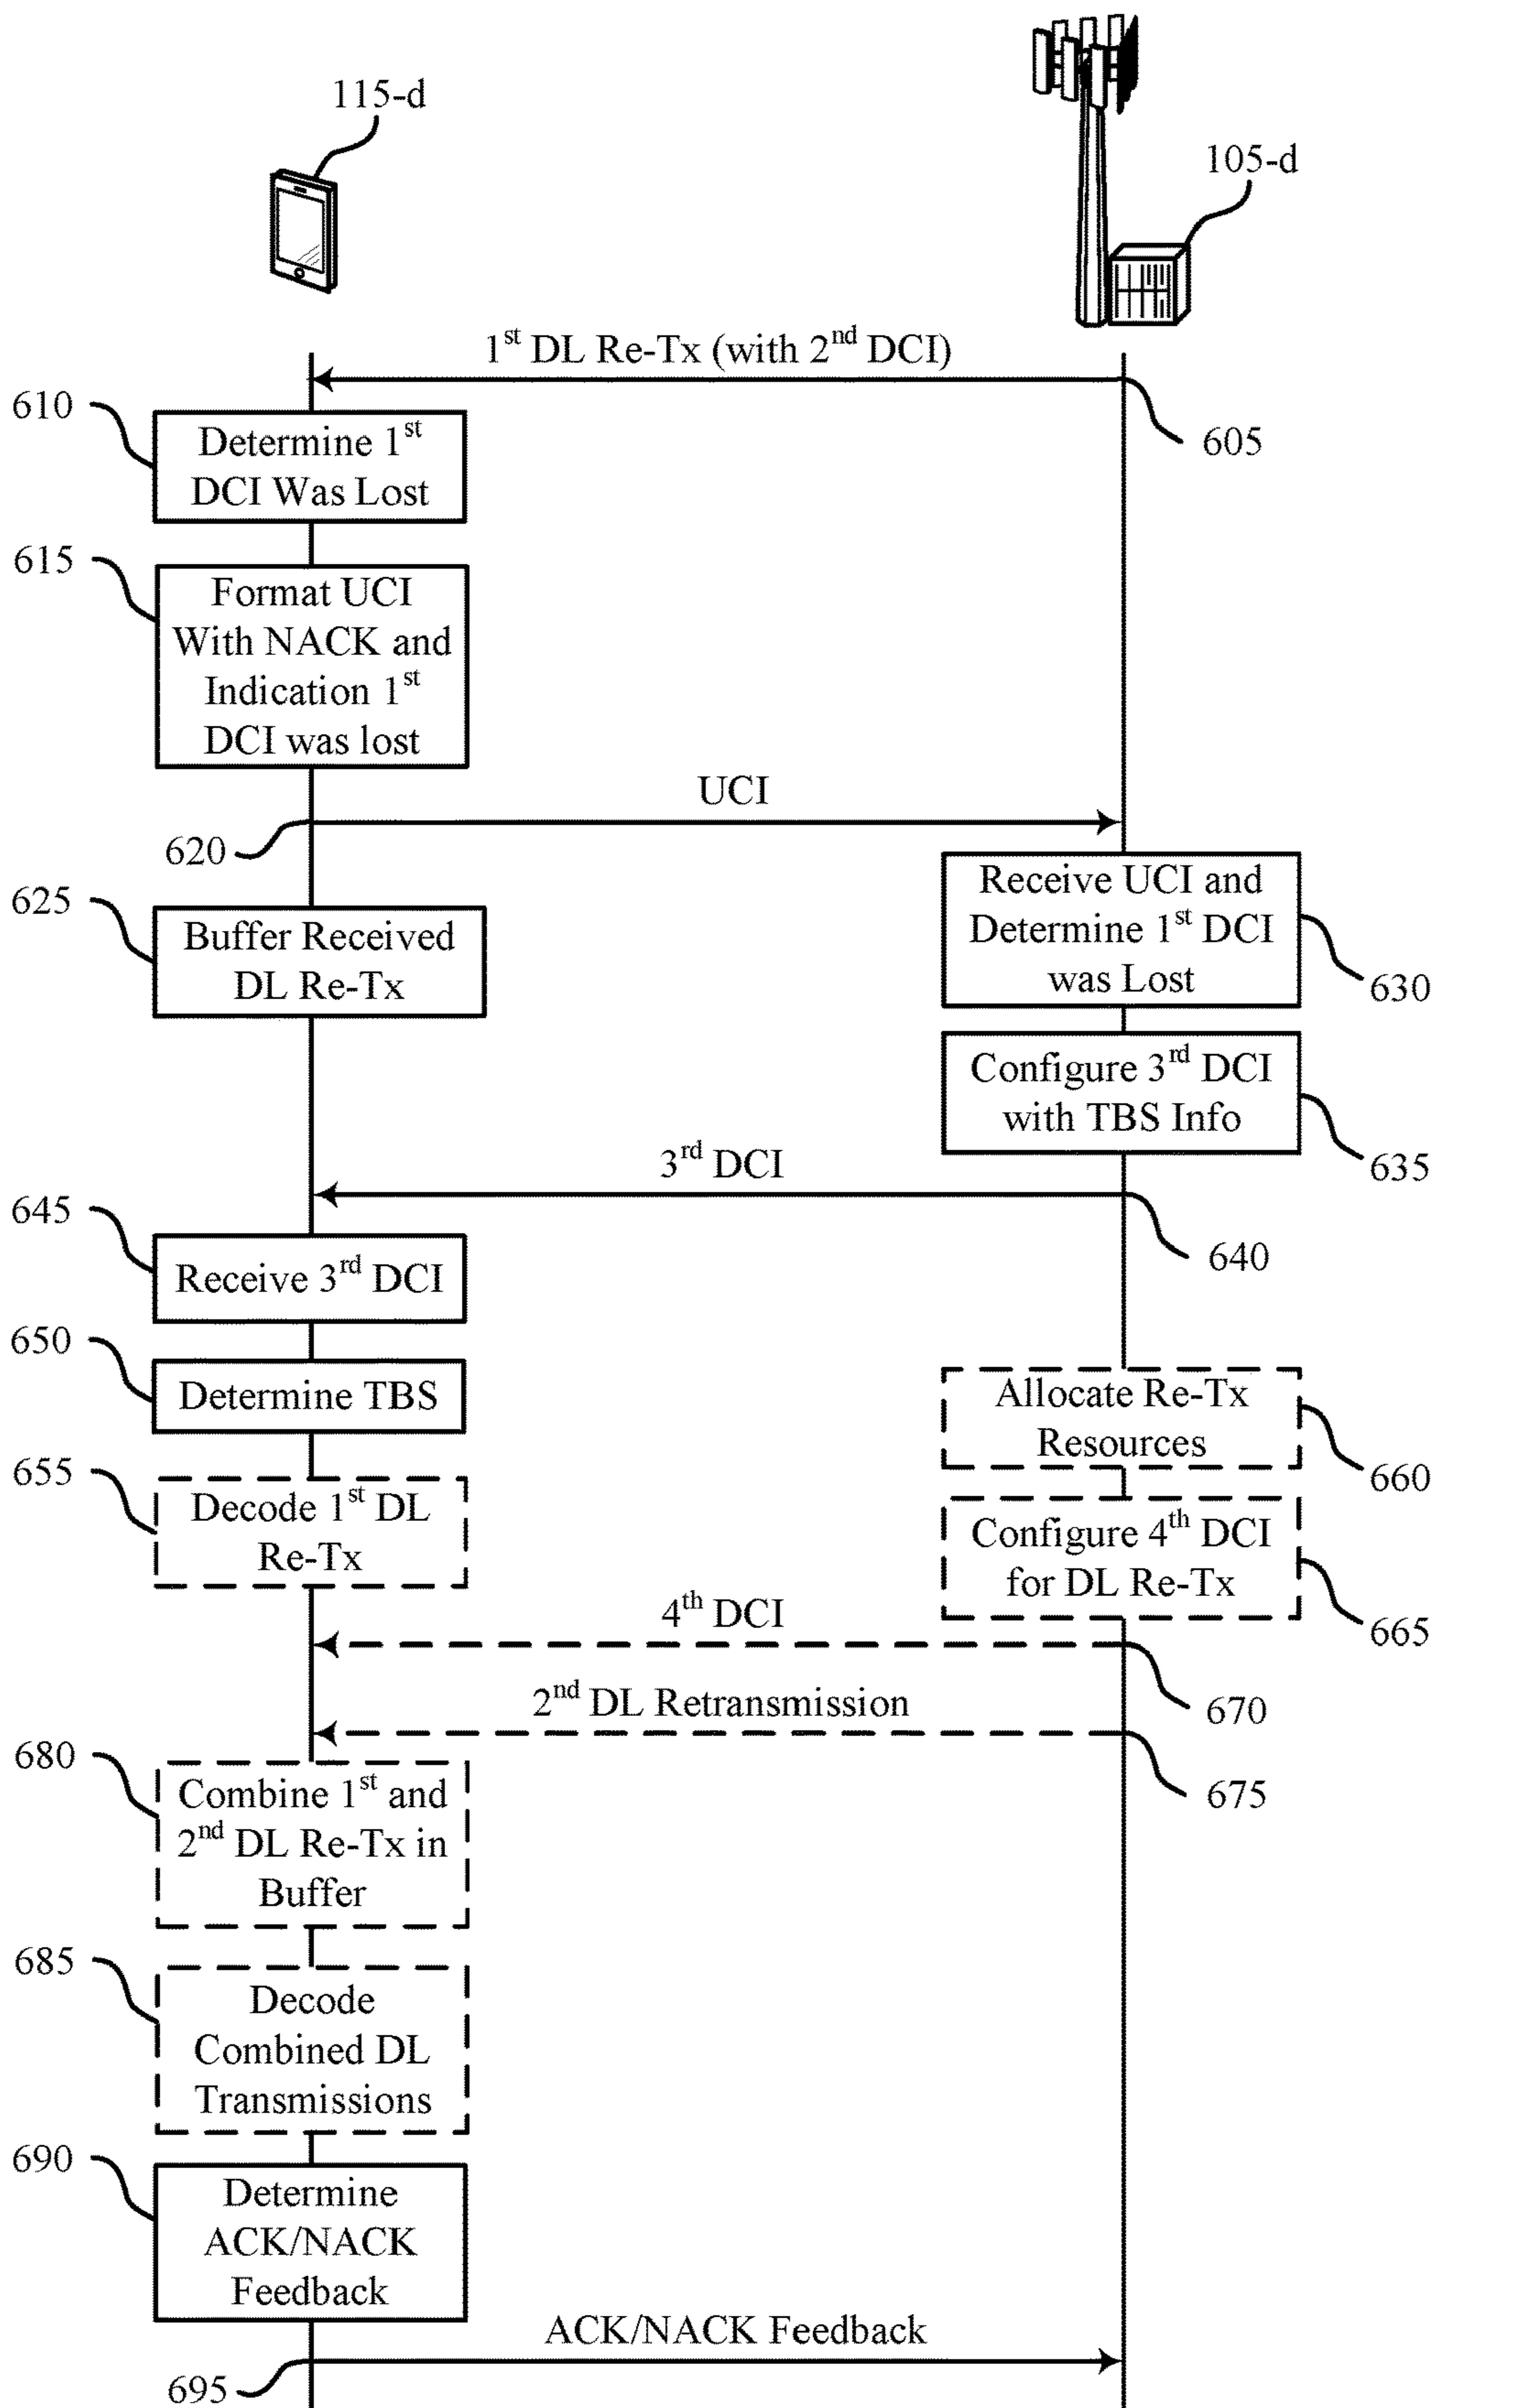 115-d
105-d
1st DL Re-Tx (with 2nd DCI)
605
610
Determine 1st
DCI Was Lost
615
Format UCI
With NACK and
Indication 1st
DCI was lost
UCI
620
625
Buffer Received
DL Re-Tx
Receive UCI and
Determine 1st DCI
was Lost
630
Configure 3rd DCI
with TBS Info
635
3rd DCI
640
645
Receive 3rd DCI
650
Determine TBS
655
Decode 1st DL
Re-Tx
Allocate Re-Tx
Resources
660
Configure 4th DCI
for DL Re-Tx
665
4th DCI
670
2nd DL Retransmission
675
680
Combine 1st and
2nd DL Re-Tx in
Buffer
685
Decode
Combined DL
Transmissions
690
Determine
ACK/NACK
Feedback
ACK/NACK Feedback
695